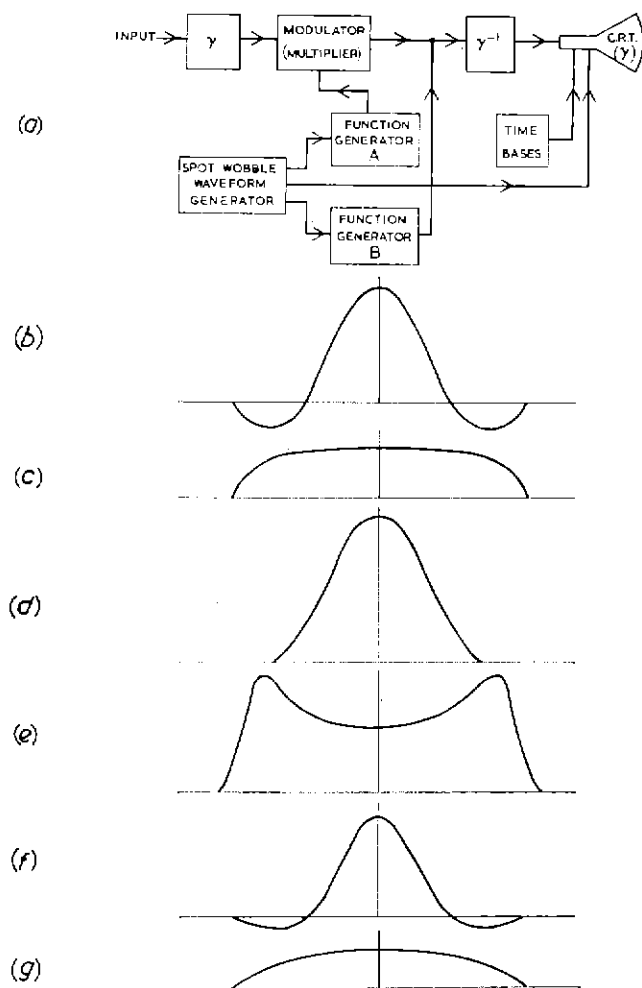 (a)
INPUT
γ
MODULATOR
(MULTIPLIER)
γ⁻¹
C.R.T.
(γ)
FUNCTION
GENERATOR
A
TIME
BASES
SPOT WOBBLE
WAVEFORM
GENERATOR
FUNCTION
GENERATOR
B
(b)
(c)
(d)
(e)
(f)
(g)